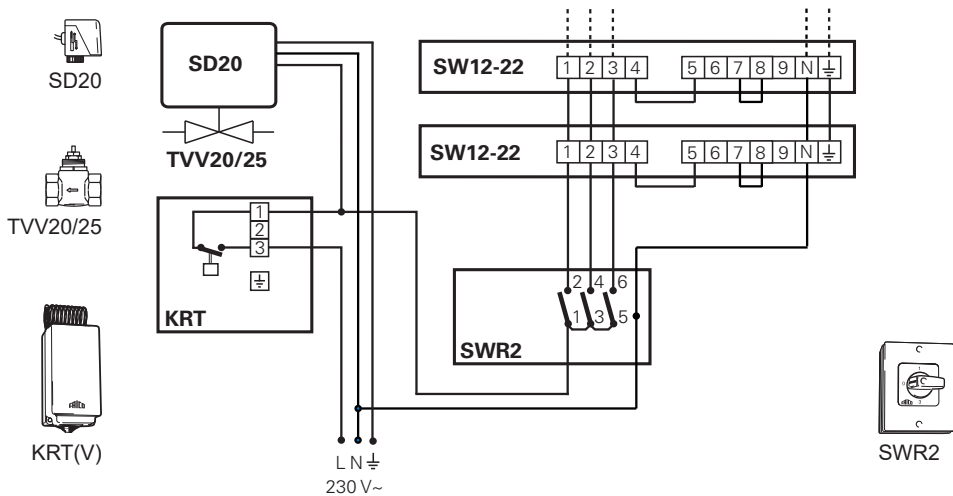 SD20
TVV20/25
KRT(V)
SD20
TVV20/25
1
2
3
KRT
L N
230 V~
SW12-22
1 2 3 4 5 6 7 8 9 N
SW12-22
1 2 3 4 5 6 7 8 9 N
2 4 6
1 3 5
SWR2
0 1
SWR2